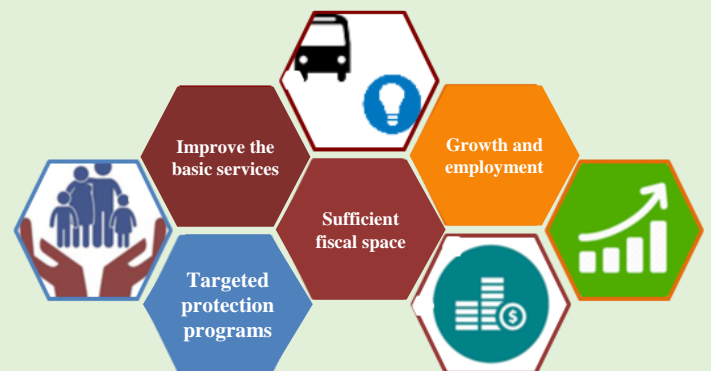 Improve the
basic services
Growth and
employment
Sufficient
fiscal space
Targeted
protection
programs
$